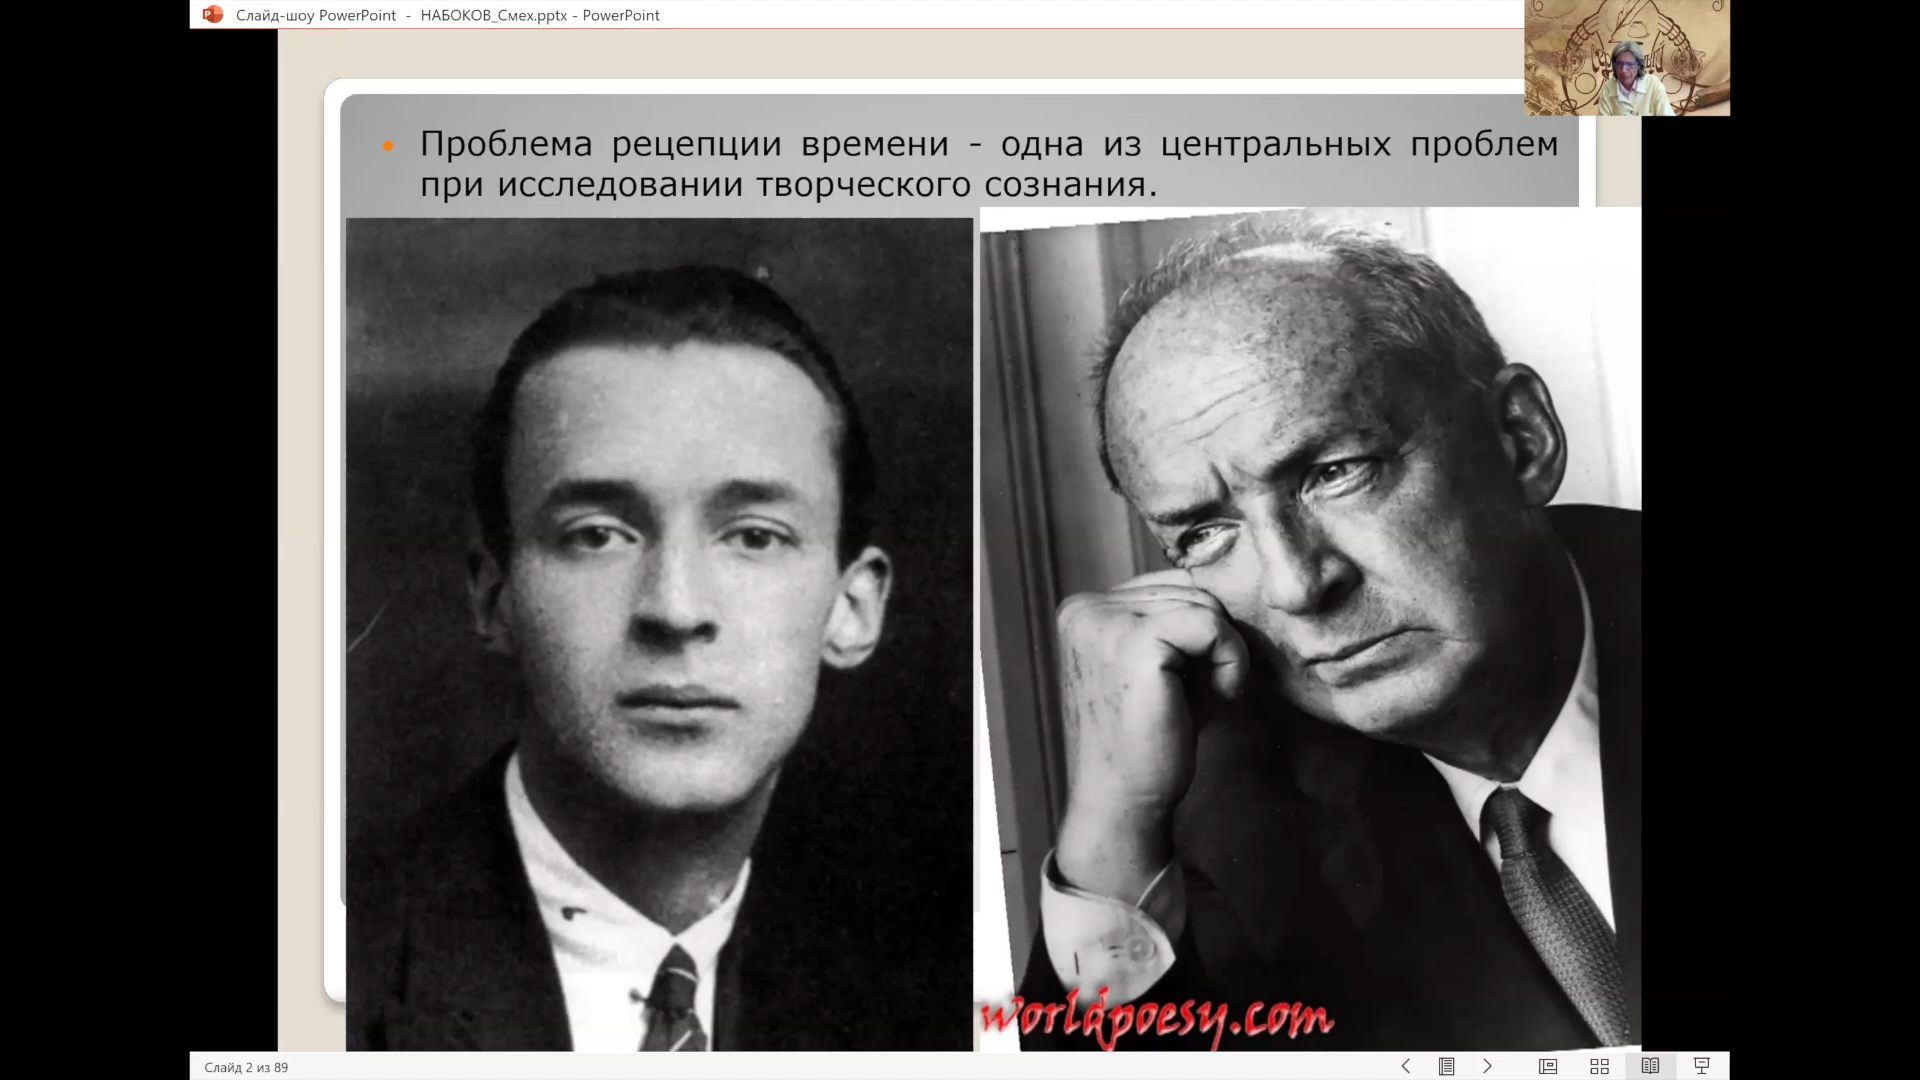 Слайд-шоу PowerPoint - НАБОКОВ_Смех.pptx - PowerPoint
Проблема рецепции времени - одна из центральных проблем
при исследовании творческого сознания.
worldpoesy.com
Слайд 2 из 89